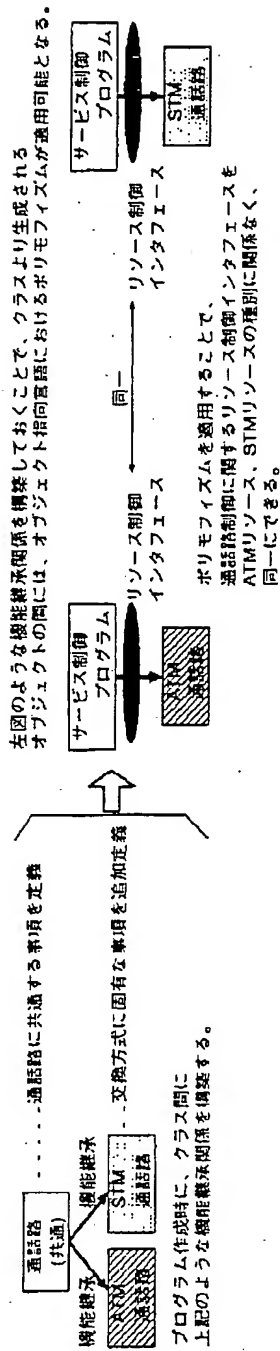 通話路
(共通)
-----通話路に共通する事項を定義
機能継承
機能継承
ATM
通話路
STM
通話路
---交換方式に固有な事項を追加定義
プログラム作成時に、クラス間に
上記のような機能継承関係を構築する。
左図のような機能継承関係を構築しておくことで、クラスより生成される
オブジェクトの間には、オブジェクト指向言語におけるポリモフィズムが適用可能となる。
サービス制御
プログラム
リソース制御
インタフェース
ATM
通話路
同一
サービス制御
プログラム
リソース制御
インタフェース
STM
通話路
ポリモフィズムを適用することで、
通話路制御に関するリソース制御インタフェースを
ATMリソース、STMリソースの種別に関係なく、
同一にできる。